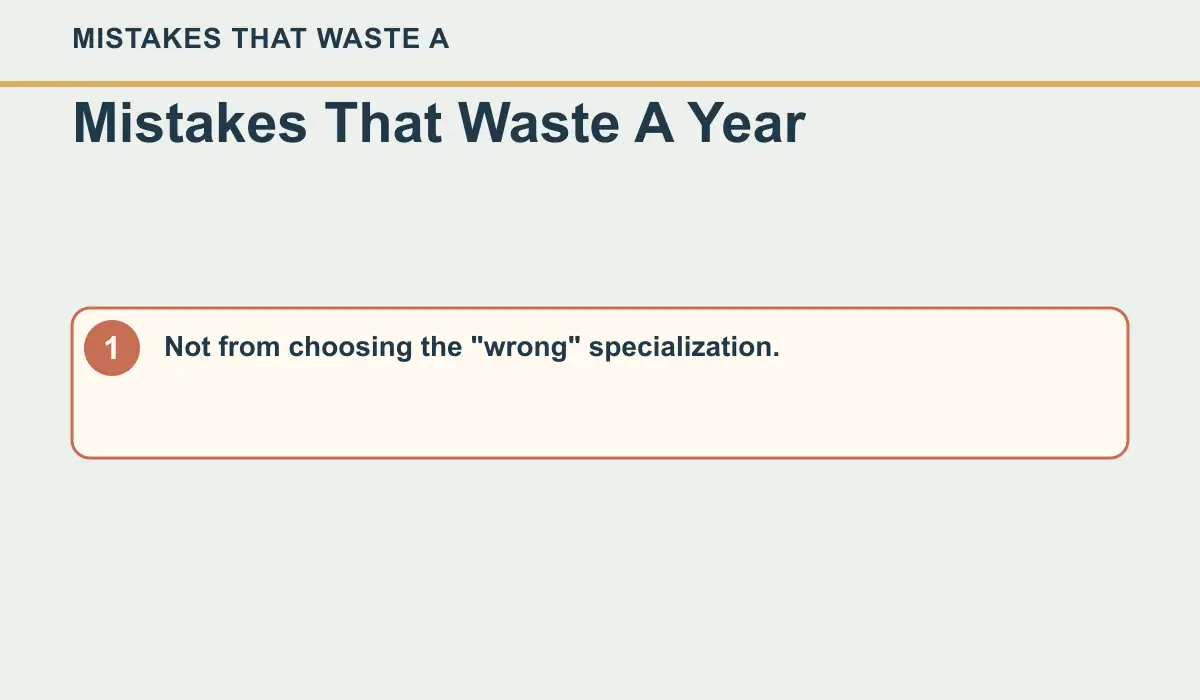 MISTAKES THAT WASTE A
Mistakes That Waste A Year
1
Not from choosing the "wrong" specialization.